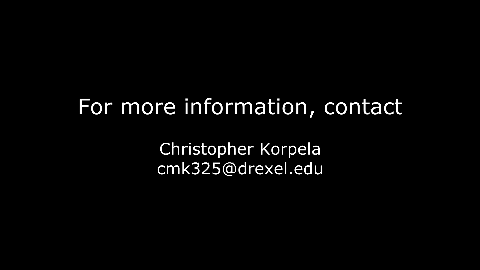 For more information, contact
Christopher Korpela
cmk325@drexel.edu